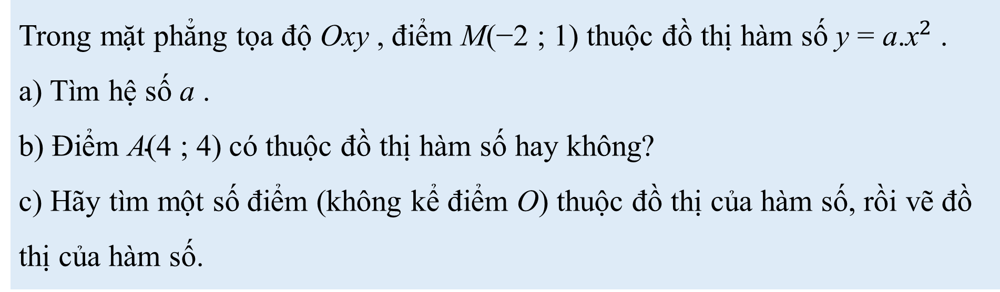 Trong mặt phẳng tọa độ Oxy , điểm M(−2 ; 1) thuộc đồ thị hàm số y = a.x² .
a) Tìm hệ số a .
b) Điểm A(4 ; 4) có thuộc đồ thị hàm số hay không?
c) Hãy tìm một số điểm (không kể điểm O) thuộc đồ thị của hàm số, rồi vẽ đồ
thị của hàm số.